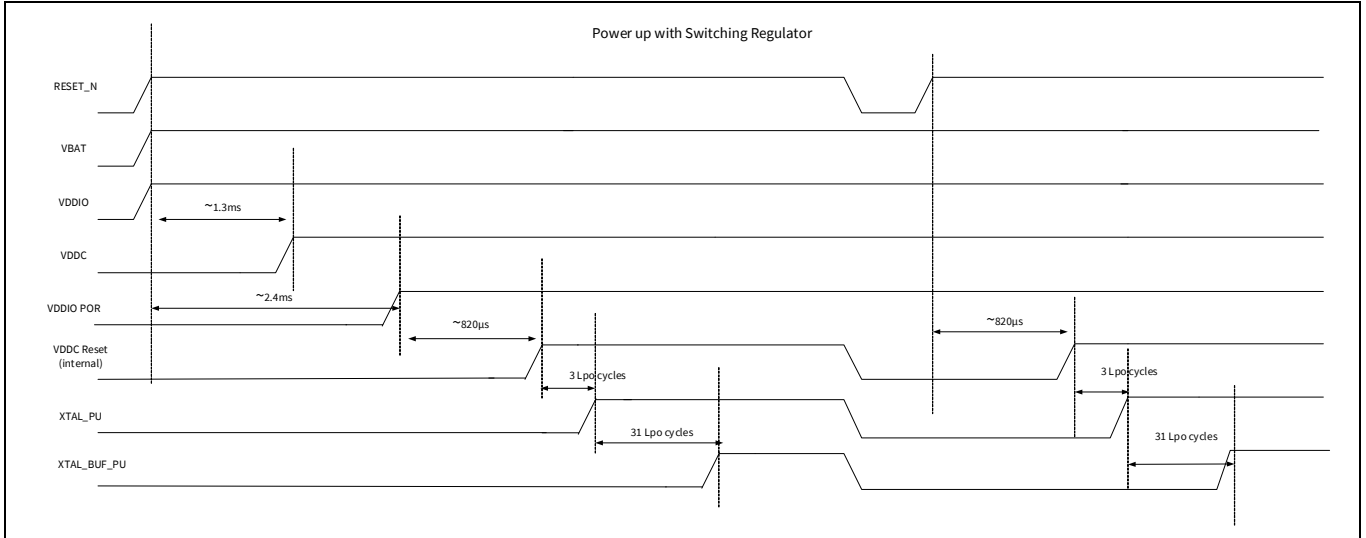 Power up with Switching Regulator
RESET_N
VBAT
VDDIO
~1.3ms
VDDC
~2.4ms
VDDIO POR
~820µs
~820µs
VDDC Reset
(internal)
3 Lpo cycles
3 Lpo cycles
XTAL_PU
31 Lpo cycles
31 Lpo cycles
XTAL_BUF_PU